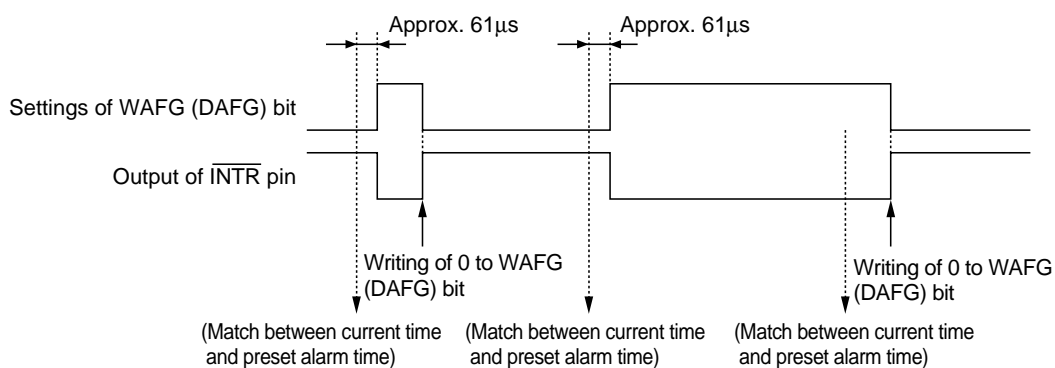 Approx. 61μs Approx. 61μs
Settings of WAFG (DAFG) bit
Output of INTR pin
Writing of 0 to WAFG
(DAFG) bit
Writing of 0 to WAFG
(DAFG) bit
(Match between current time
and preset alarm time)
(Match between current time
and preset alarm time)
(Match between current time
and preset alarm time)